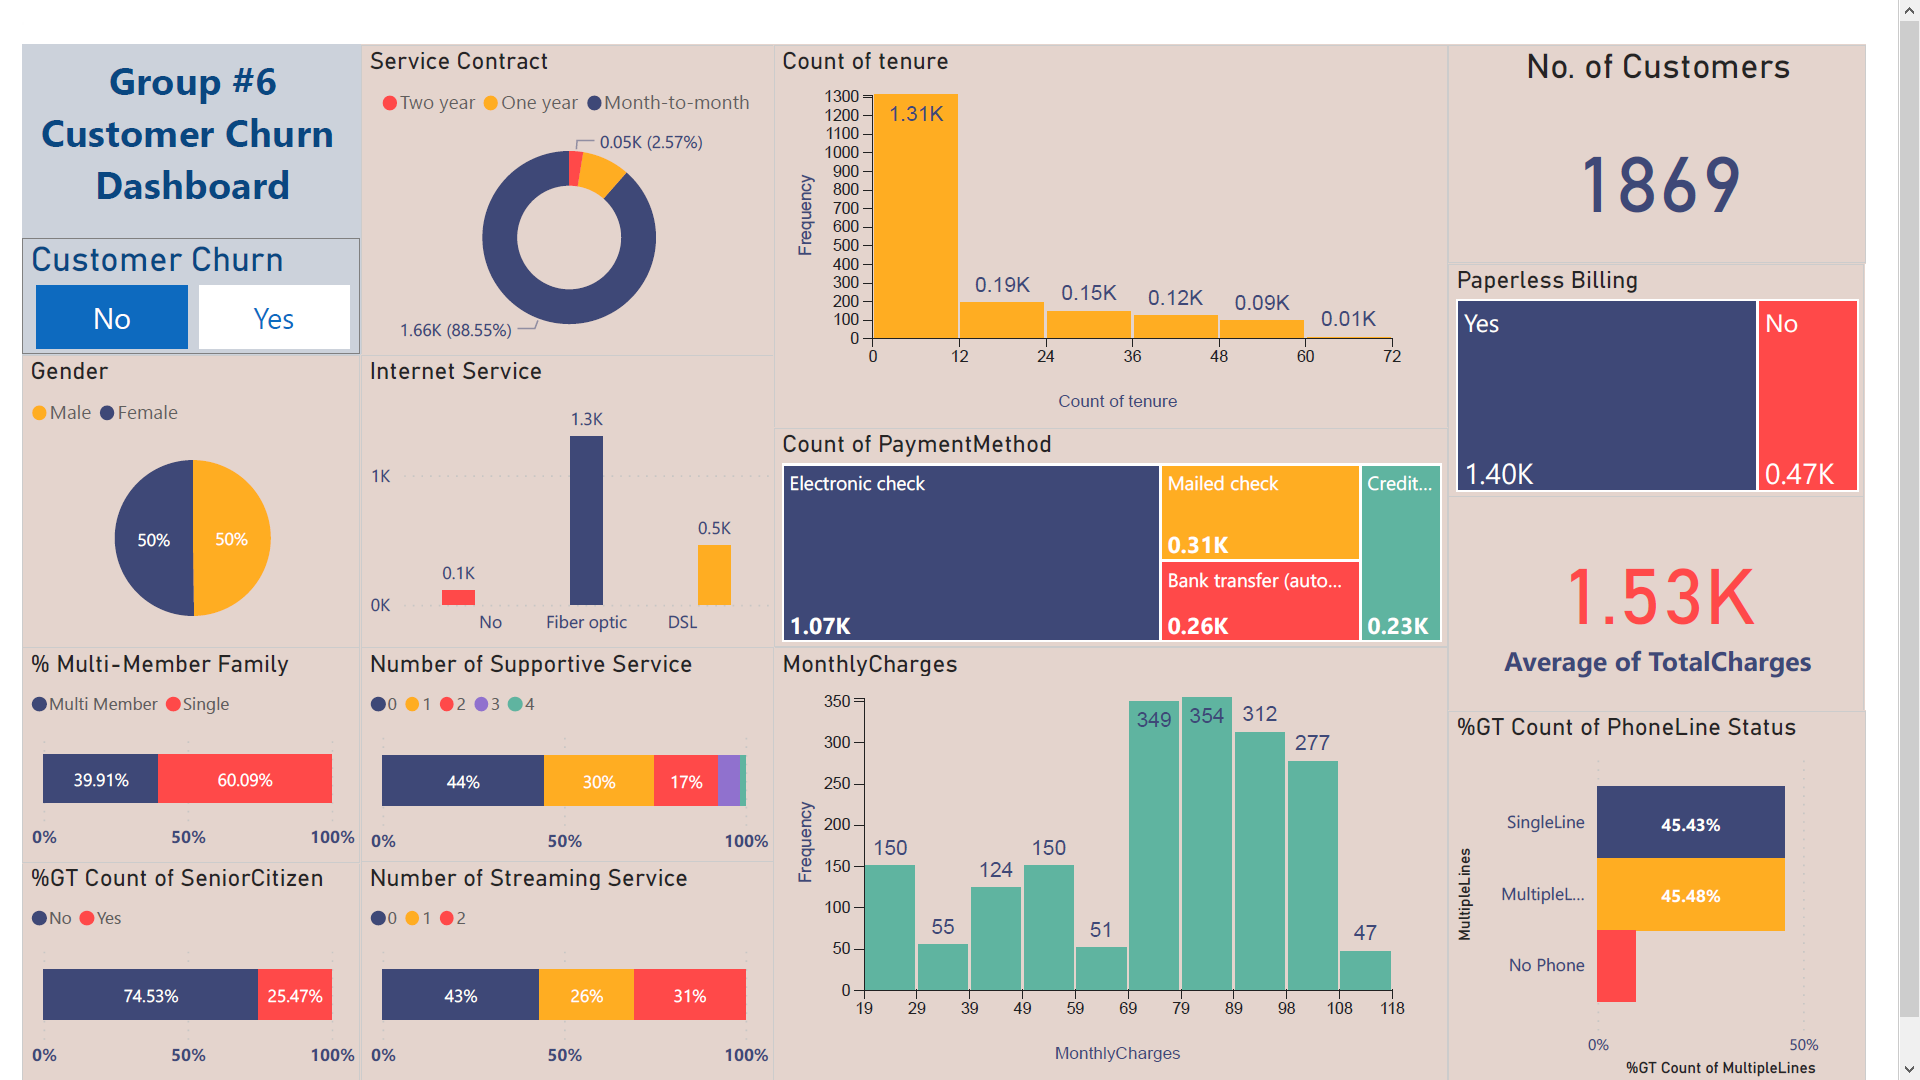 Group #6
Customer Churn
Dashboard
Customer Churn
No Yes
Gender
Male Female
50% 50%
% Multi-Member Family
Multi Member Single
39.91% 60.09%
0% 50% 100%
%GT Count of SeniorCitizen
No Yes
74.53% 25.47%
0% 50% 100%
Service Contract
Two year One year Month-to-month
0.05K (2.57%)
1.66K (88.55%)
Internet Service
1.3K
1K
0.5K
0.1K
0K
No Fiber optic DSL
Number of Supportive Service
0 1 2 3 4
44% 30% 17%
0% 50% 100%
Number of Streaming Service
0 1 2
43% 26% 31%
0% 50% 100%
Count of tenure
Frequency
1300
1200
1100
1000
900
800
700
600
500
400
300
200
100
0
1.31K 0.19K 0.15K 0.12K 0.09K 0.01K
0 12 24 36 48 60 72
Count of tenure
Count of PaymentMethod
Electronic check
1.07K
Mailed check
0.31K
Bank transfer (auto...
0.26K
Credit...
0.23K
MonthlyCharges
Frequency
350
300
250
200
150
100
50
0
150 55 124 150 51 349 354 312 277 47
19 29 39 49 59 69 79 89 98 108 118
MonthlyCharges
No. of Customers
1869
Paperless Billing
Yes
1.40K
No
0.47K
1.53K
Average of TotalCharges
%GT Count of PhoneLine Status
MultipleLines
SingleLine 45.43%
MultipleL... 45.48%
No Phone
0% 50%
%GT Count of MultipleLines